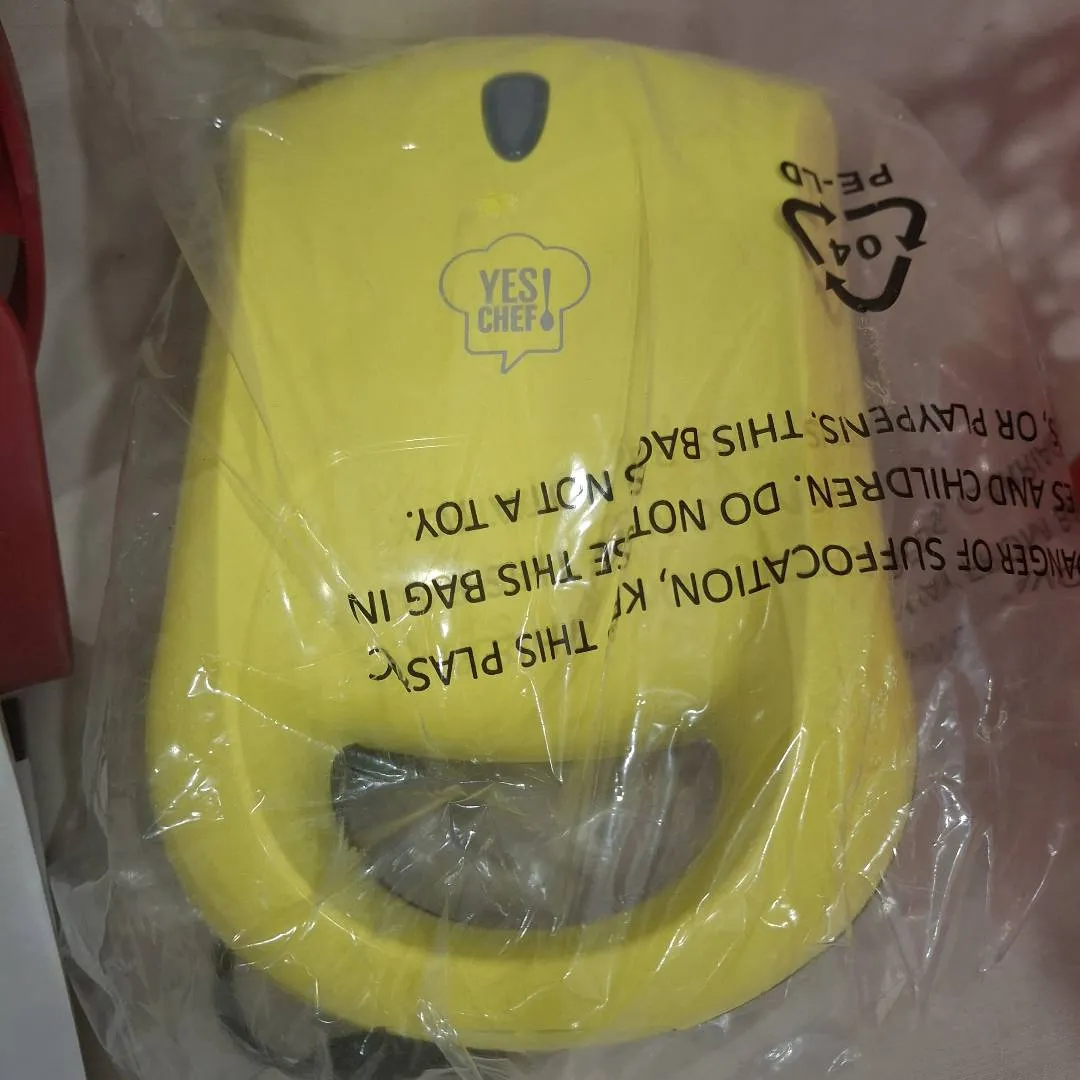 YES!
CHEF
04
PE-LD
ANGER OF SUFFOCATION, K THIS PLAS
ES AND CHILDREN. DO NOT SE THIS BAG IN
S, OR PLAYPENS. THIS BAG S NOT A TOY.